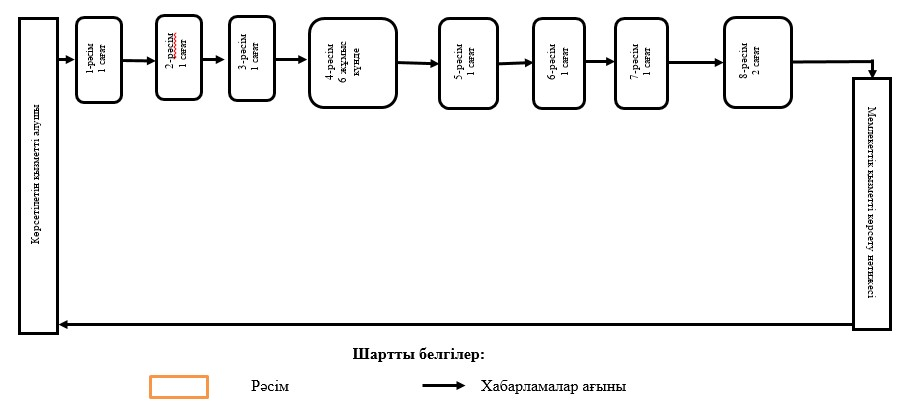 Көрсетілетін қызметті алушы
1-рәсім
1 сағат
2-рәсім
1 сағат
3-рәсім
1 сағат
4-рәсім
6 жұмыс
күнде
5-рәсім
1 сағат
6-рәсім
1 сағат
7-рәсім
1 сағат
8-рәсім
2 сағат
Мемлекеттік қызметті көрсету нәтижесі
Шартты белгілер:
Рәсім
Хабарламалар ағыны